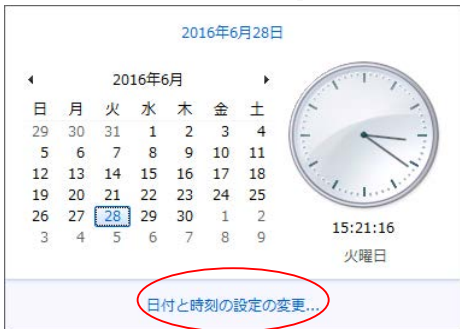 2016年6月28日
2016年6月
日 月 火 水 木 金 土
29 30 31 1 2 3 4
5 6 7 8 9 10 11
12 13 14 15 16 17 18
19 20 21 22 23 24 25
26 27 28 29 30 1 2
3 4 5 6 7 8 9
15:21:16
火曜日
日付と時刻の設定の変更...